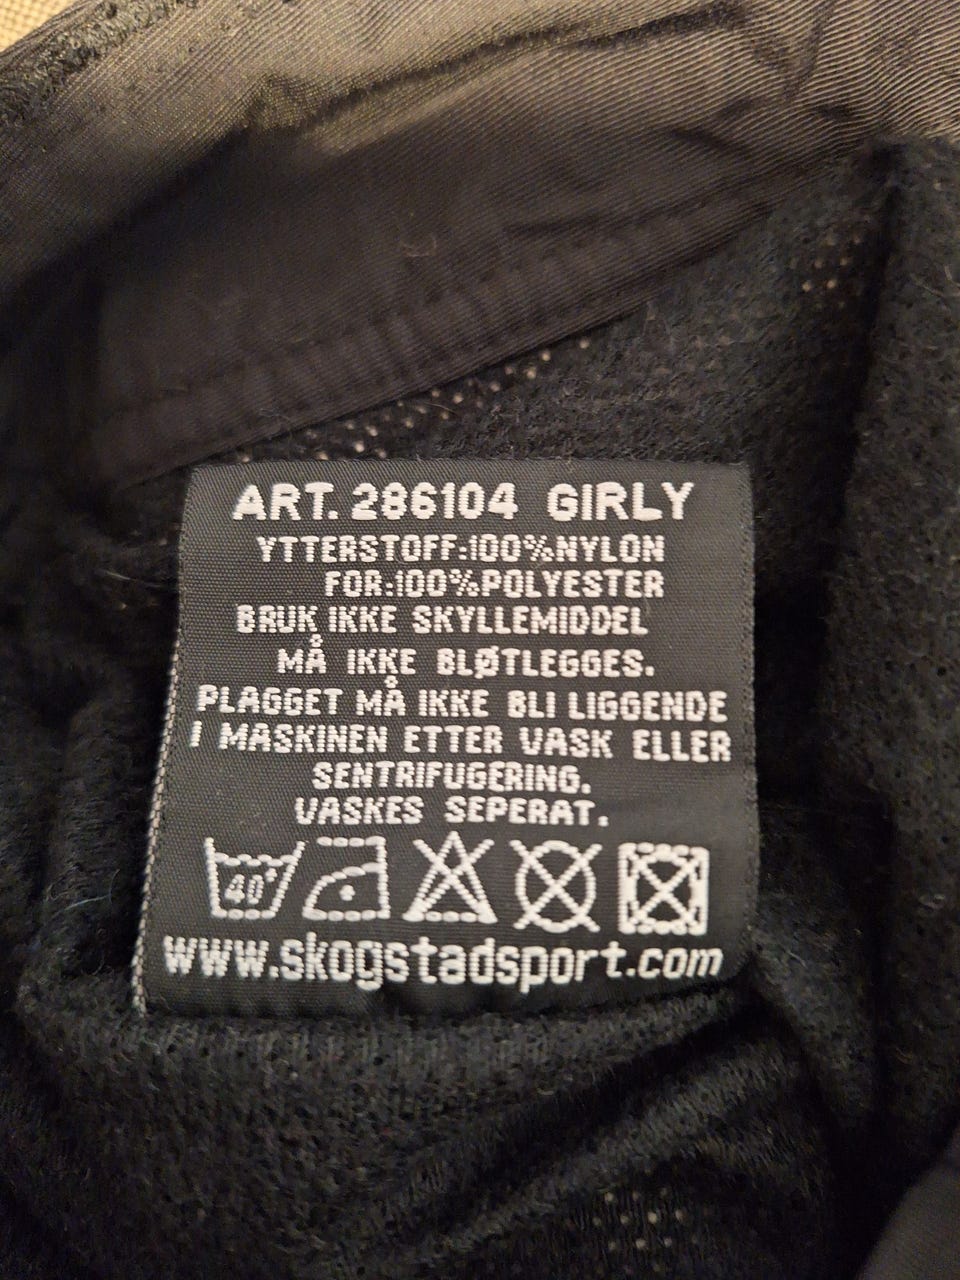 ART. 286104 GIRLY
YTTERSTOFF:100%NYLON
FOR:100%POLYESTER
BRUK IKKE SKYLLEMIDDEL
MÅ IKKE BLØTLEGGES.
PLAGGET MÅ IKKE BLI LIGGENDE
I MASKINEN ETTER VASK ELLER
SENTRIFUGERING.
VASKES SEPERAT.
40°
www.skogstadsport.com